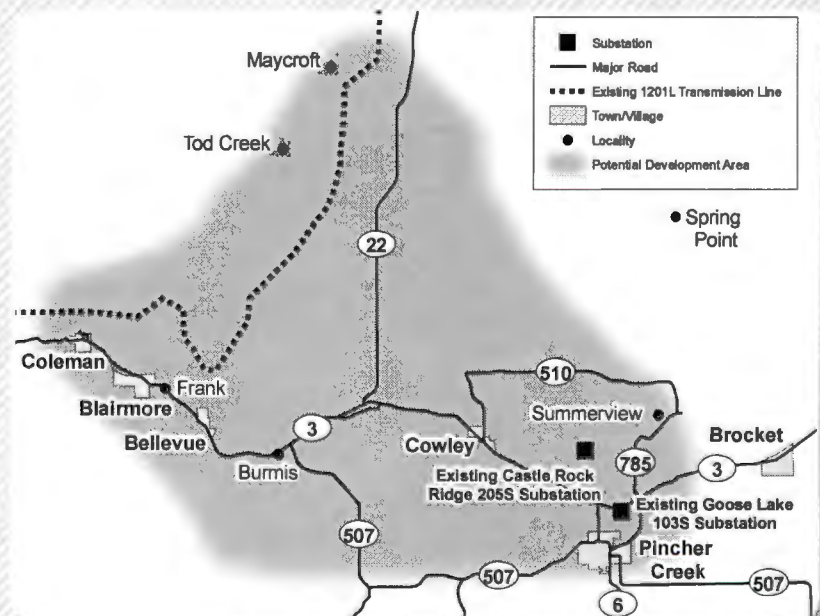 Maycroft
Tod Creek
Substation
Major Road
Existing 1201L Transmission Line
Town/Village
Locality
Potential Development Area
Spring
Point
22
Coleman
Frank
Blairmore
Bellevue
3
Burmis
Cowley
510
Summerview
Brocket
785
3
Existing Castle Rock
Ridge 205S Substation
Existing Goose Lake
103S Substation
507
Pincher
Creek
507
507
6